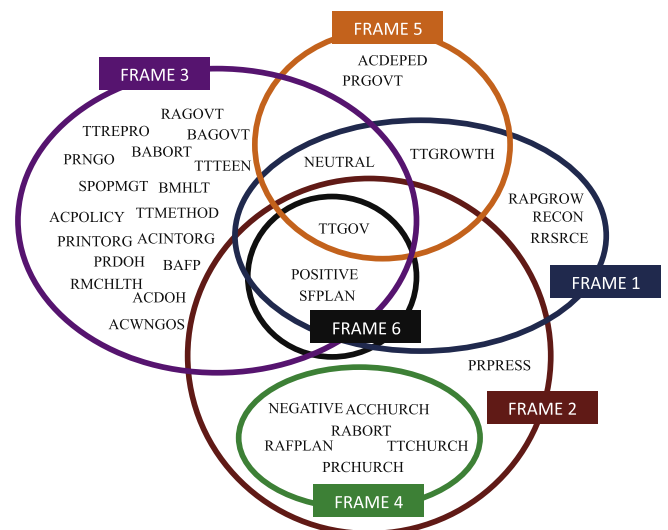 FRAME 5
ACDEPED
PRGOVT
FRAME 3
RAGOVT
TTREPRO
BAGOVT
PRNGO
BABORT
TTTEEN
NEUTRAL
TTGROWTH
SPOPMGT
BMHLT
RAPGROW
ACPOLICY
TTMETHOD
RECON
TTGOV
PRINTORG
ACINTORG
RRSRCE
PRDOH
BAFP
POSITIVE
RMCHLTH
FRAME 1
ACDOH
SFPLAN
ACWNGOS
FRAME 6
PRPRESS
NEGATIVE
ACCHURCH
FRAME 2
RABORT
RAFPLAN
TTCHURCH
PRCHURCH
FRAME 4